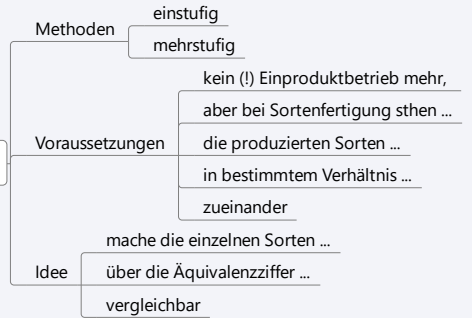 Methoden
einstufig
mehrstufig
Voraussetzungen
kein (!) Einproduktbetrieb mehr,
aber bei Sortenfertigung sthen ...
die produzierten Sorten ...
in bestimmtem Verhältnis ...
zueinander
Idee
mache die einzelnen Sorten ...
über die Äquivalenzziffer ...
vergleichbar